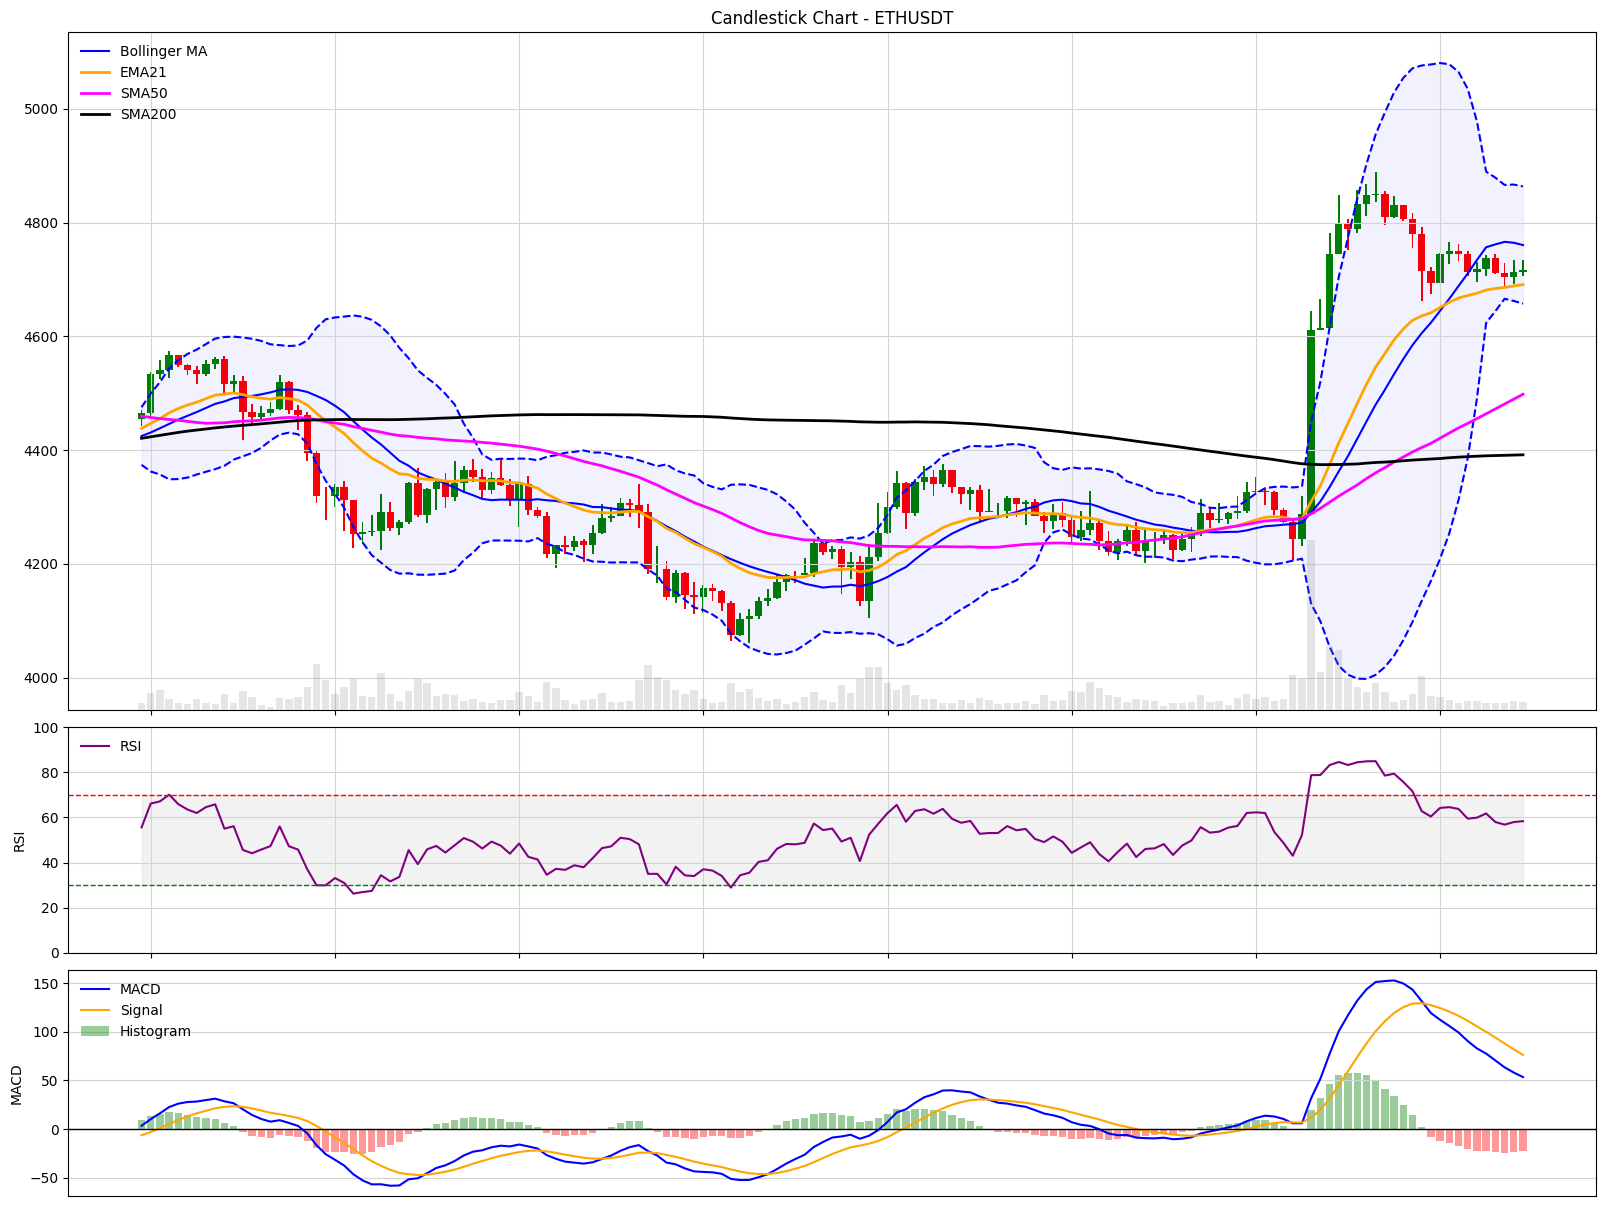 Candlestick Chart - ETHUSDT
Bollinger MA
EMA21
SMA50
SMA200
5000
4800
4600
4400
4200
4000
RSI
100
80
60
40
20
0
RSI
MACD
Signal
Histogram
150
100
50
0
−50
MACD